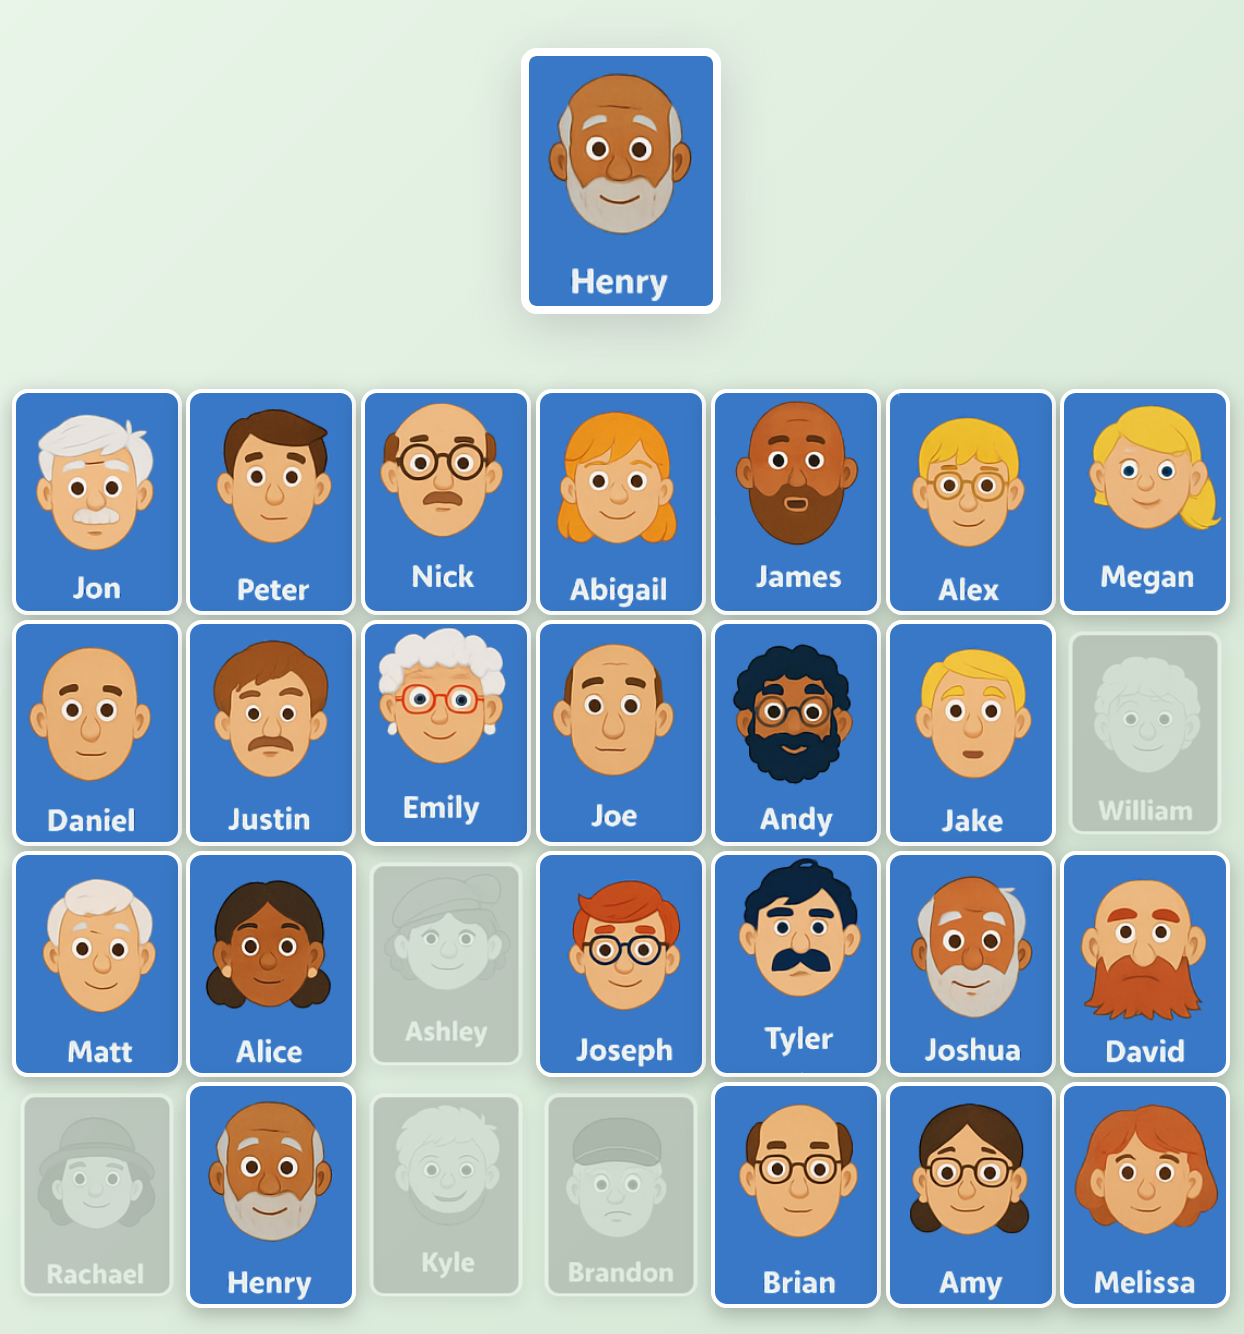 Henry
Jon
Peter
Nick
Abigail
James
Alex
Megan
Daniel
Justin
Emily
Joe
Andy
Jake
William
Matt
Alice
Ashley
Joseph
Tyler
Joshua
David
Rachael
Henry
Kyle
Brandon
Brian
Amy
Melissa